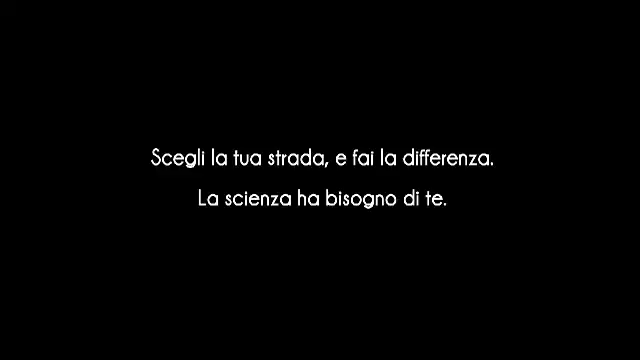 Scegli la tua strada, e fai la differenza.
La scienza ha bisogno di te.